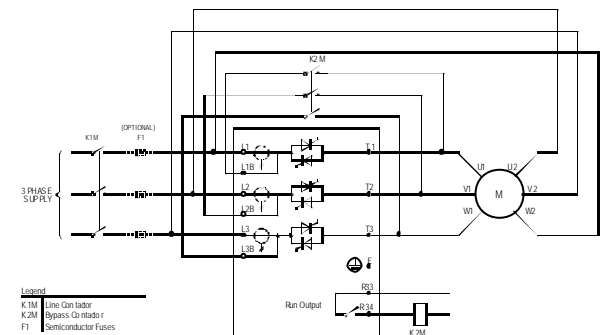 K2M
(OPTIONAL)
K1M F1
L1 T1
L1B
U1 U2
3 PHASE
SUPPLY
L2 T2
V1 M V2
L2B
W1 W2
L3 T3
L3B
E
R33
Legend
Run Output R34
K1M Line Contador
K2M Bypass Contador
F1 Semiconductor Fuses
K2M